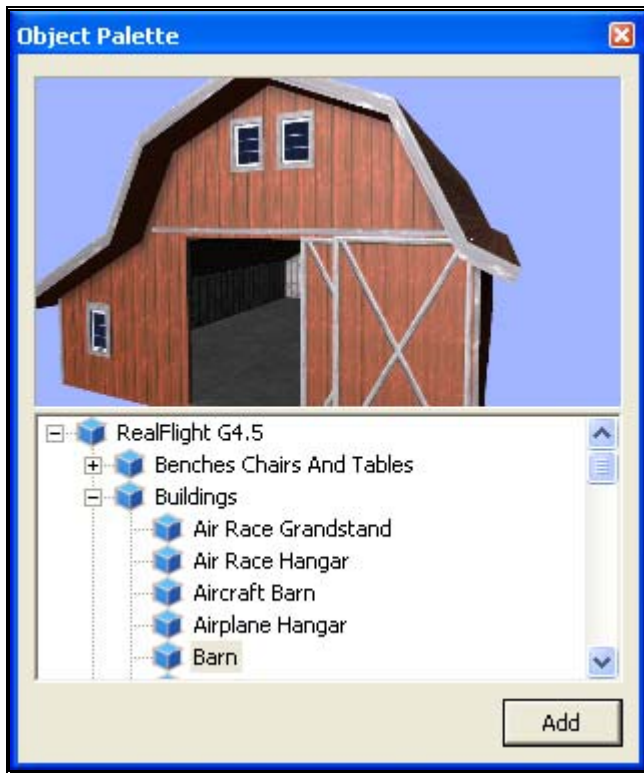 Object Palette
RealFlight G4.5
Benches Chairs And Tables
Buildings
Air Race Grandstand
Air Race Hangar
Aircraft Barn
Airplane Hangar
Barn
Add